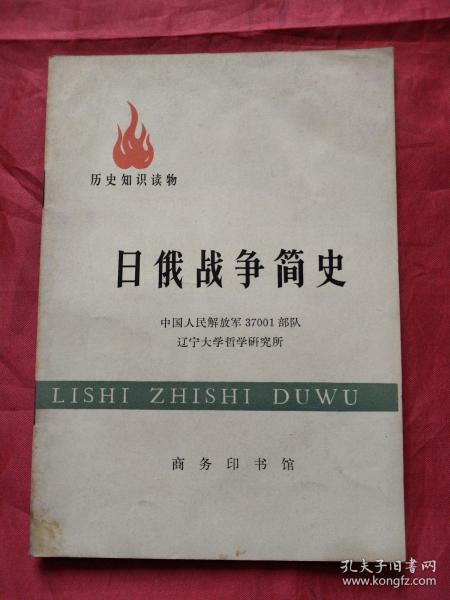 历史知识读物
日俄战争简史
中国人民解放军37001部队
辽宁大学哲学研究所
LISHI ZHISHI DUWU
商务印书馆
孔夫子旧书网
www.kongfz.com